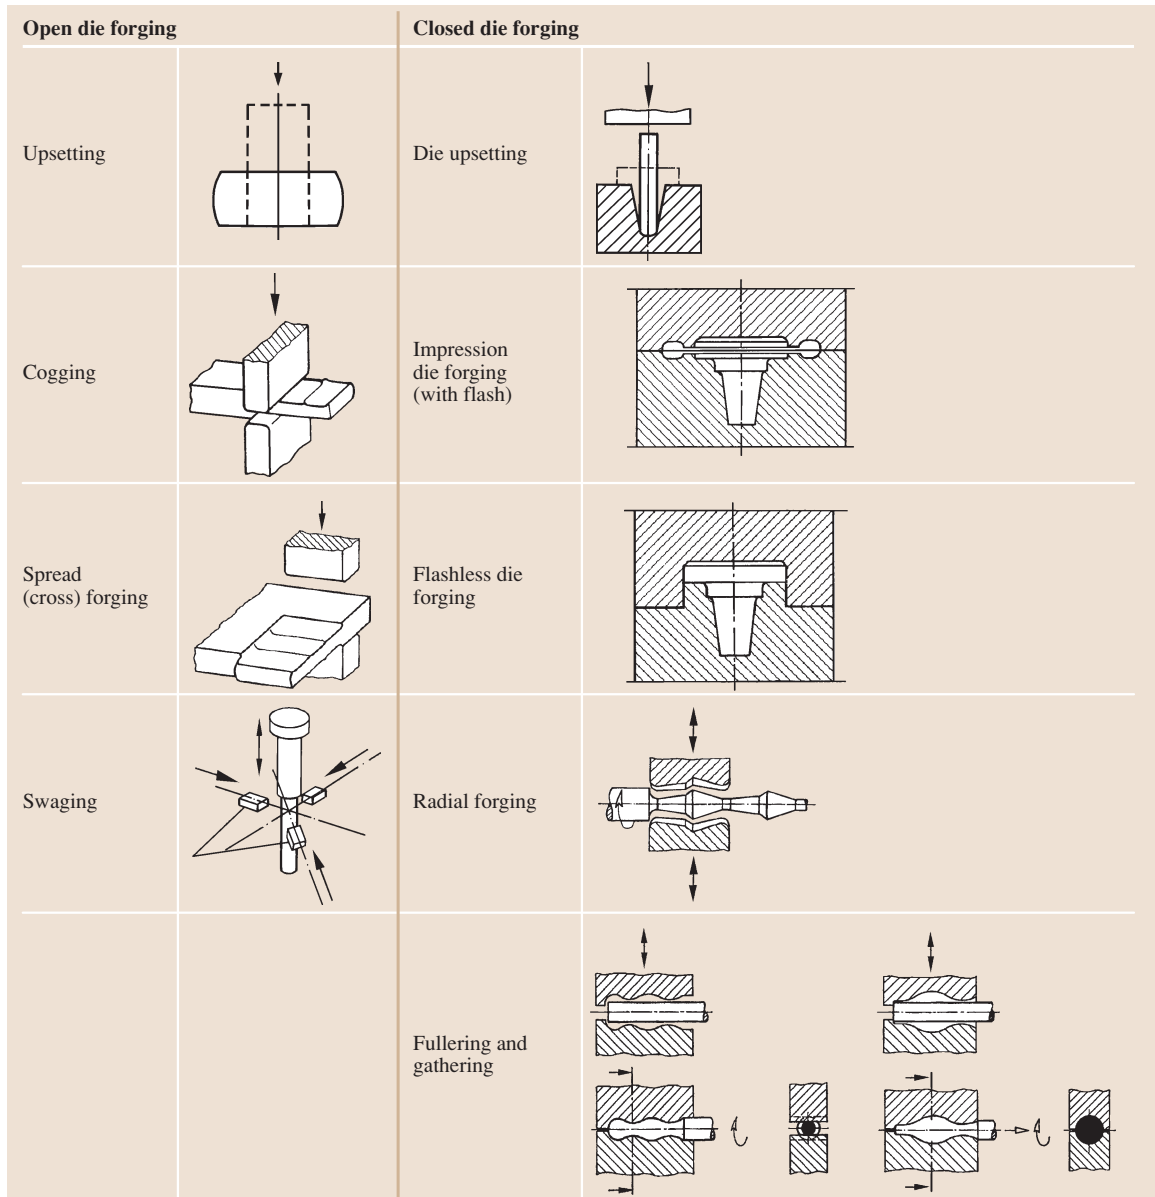 Open die forging
Closed die forging
Upsetting
Die upsetting
Cogging
Impression
die forging
(with flash)
Spread
(cross) forging
Flashless die
forging
Swaging
Radial forging
Fullering and
gathering